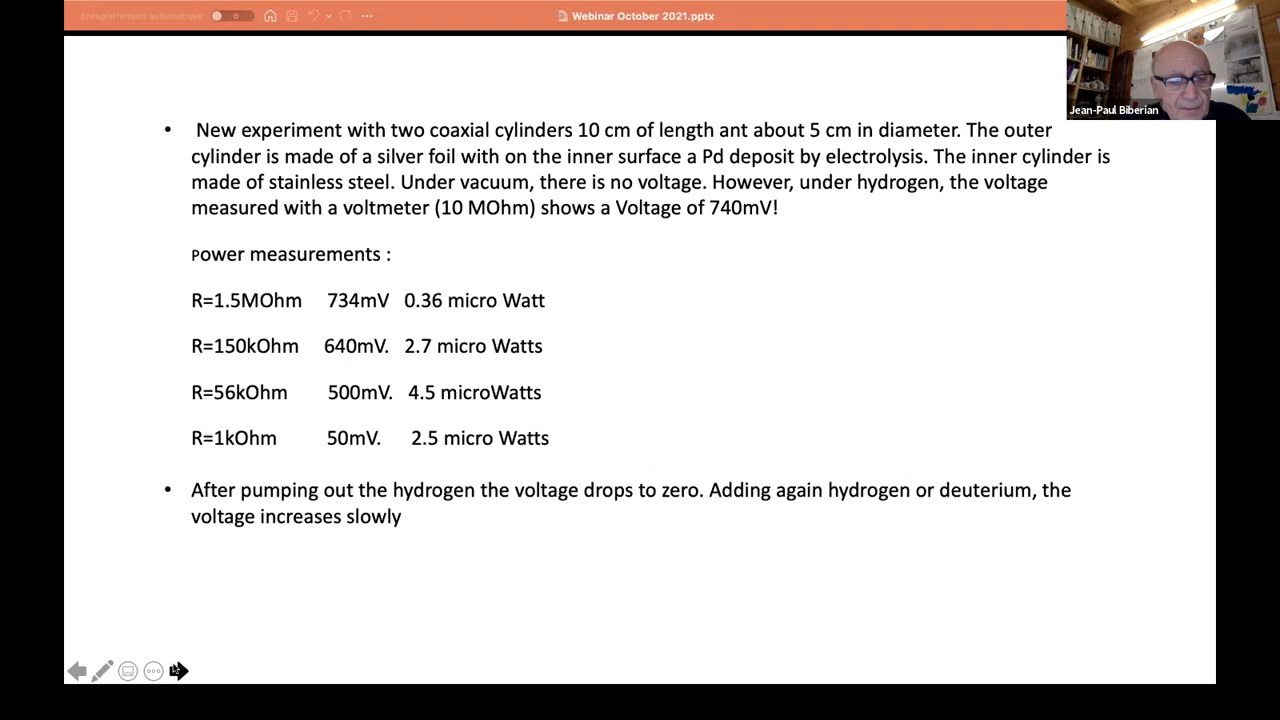 Enregistrement automatique
Webinar October 2021.pptx
Jean-Paul Biberian
• New experiment with two coaxial cylinders 10 cm of length ant about 5 cm in diameter. The outer
cylinder is made of a silver foil with on the inner surface a Pd deposit by electrolysis. The inner cylinder is
made of stainless steel. Under vacuum, there is no voltage. However, under hydrogen, the voltage
measured with a voltmeter (10 MOhm) shows a Voltage of 740mV!
Power measurements :
R=1.5MOhm 734mV 0.36 micro Watt
R=150kOhm 640mV. 2.7 micro Watts
R=56kOhm 500mV. 4.5 microWatts
R=1kOhm 50mV. 2.5 micro Watts
• After pumping out the hydrogen the voltage drops to zero. Adding again hydrogen or deuterium, the
voltage increases slowly